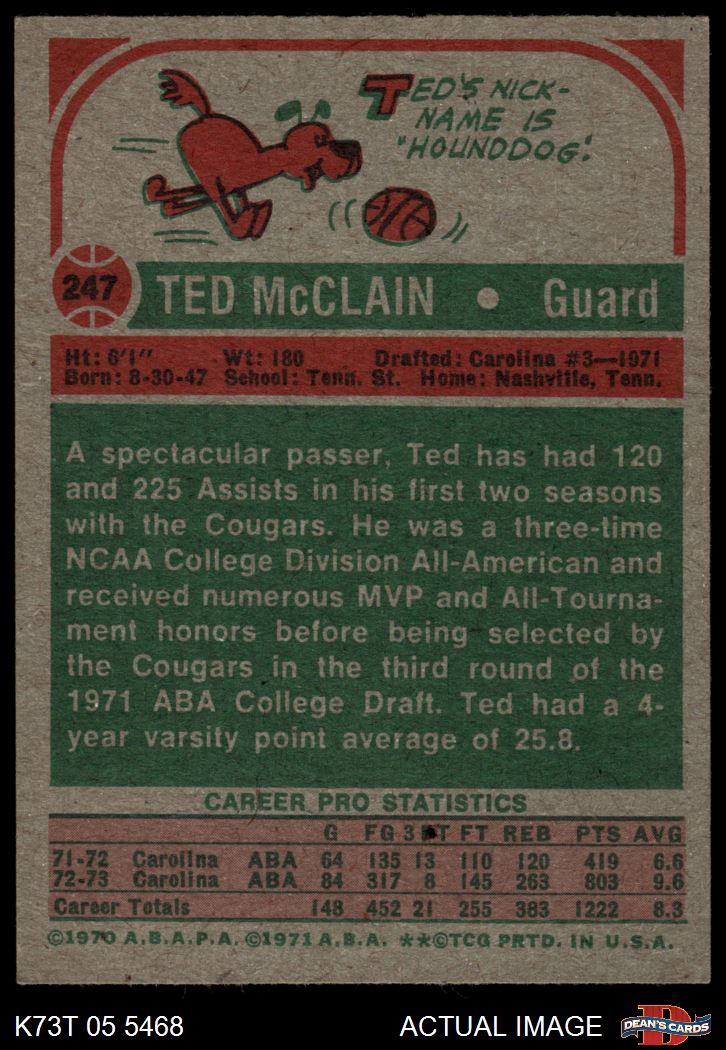 TED'S NICK-
NAME IS
"HOUNDDOG."
247 TED McCLAIN • Guard
Ht: 6'1" Wt: 180 Drafted: Carolina #3—1971
Born: 8-30-47 School: Tenn. St. Home: Nashville, Tenn.
A spectacular passer, Ted has had 120
and 225 Assists in his first two seasons
with the Cougars. He was a three-time
NCAA College Division All-American and
received numerous MVP and All-Tourna-
ment honors before being selected by
the Cougars in the third round of the
1971 ABA College Draft. Ted had a 4-
year varsity point average of 25.8.
CAREER PRO STATISTICS
G FG 3 PT FT REB PTS AVG
71-72 Carolina ABA 64 135 13 110 120 419 6.6
72-73 Carolina ABA 84 317 8 145 263 803 9.6
Career Totals 148 452 21 255 383 1222 8.3
©1970 A.B.A.P.A. ©1971 A.B.A. **©TCG PRTD. IN U.S.A.
K73T 05 5468 ACTUAL IMAGE
DEAN'S CARDS